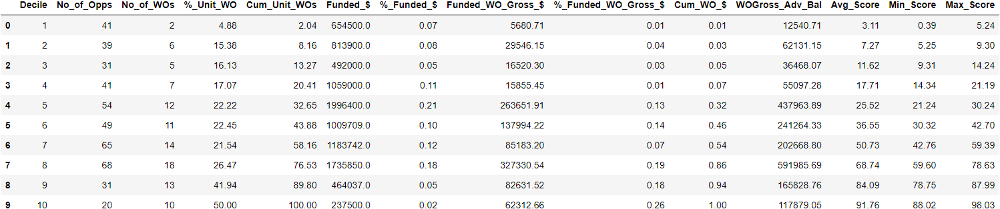 Decile No_of_Opps No_of_WOs %_Unit_WO Cum_Unit_WOs Funded_$ %_Funded_$ Funded_WO_Gross_$ %_Funded_WO_Gross_$ Cum_WO_$ WOGross_Adv_Bal Avg_Score Min_Score Max_Score
0 1 41 2 4.88 2.04 654500.0 0.07 5680.71 0.01 0.01 12540.71 3.11 0.39 5.24
1 2 39 6 15.38 8.16 813900.0 0.08 29546.15 0.04 0.03 62131.15 7.27 5.25 9.30
2 3 31 5 16.13 13.27 492000.0 0.05 16520.30 0.03 0.05 36468.07 11.62 9.31 14.24
3 4 41 7 17.07 20.41 1059000.0 0.11 15855.45 0.01 0.07 55097.28 17.71 14.34 21.19
4 5 54 12 22.22 32.65 1996400.0 0.21 263651.91 0.13 0.32 437963.89 25.52 21.24 30.24
5 6 49 11 22.45 43.88 1009709.0 0.10 137994.22 0.14 0.46 241264.33 36.55 30.32 42.70
6 7 65 14 21.54 58.16 1183742.0 0.12 85183.20 0.07 0.54 202668.80 50.73 42.76 59.39
7 8 68 18 26.47 76.53 1735850.0 0.18 327330.54 0.19 0.86 591985.69 68.74 59.60 78.63
8 9 31 13 41.94 89.80 464037.0 0.05 82631.52 0.18 0.94 165828.76 84.09 78.75 87.99
9 10 20 10 50.00 100.00 237500.0 0.02 62312.66 0.26 1.00 117879.05 91.76 88.02 98.03